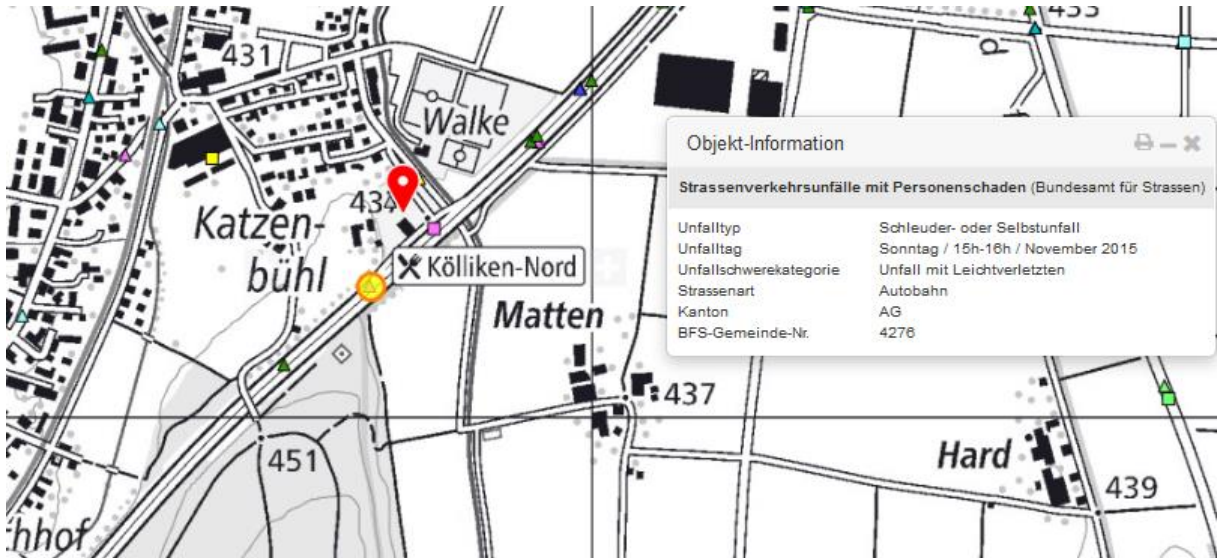 433
431
Walke
434
Katzen-
bühl
Kölliken-Nord
Matten
437
451
Hard
439
hhof
Objekt-Information
Strassenverkehrsunfälle mit Personenschaden (Bundesamt für Strassen)
Unfalltyp Schleuder- oder Selbstunfall
Unfalltag Sonntag / 15h-16h / November 2015
Unfallschwerekategorie Unfall mit Leichtverletzten
Strassenart Autobahn
Kanton AG
BFS-Gemeinde-Nr. 4276